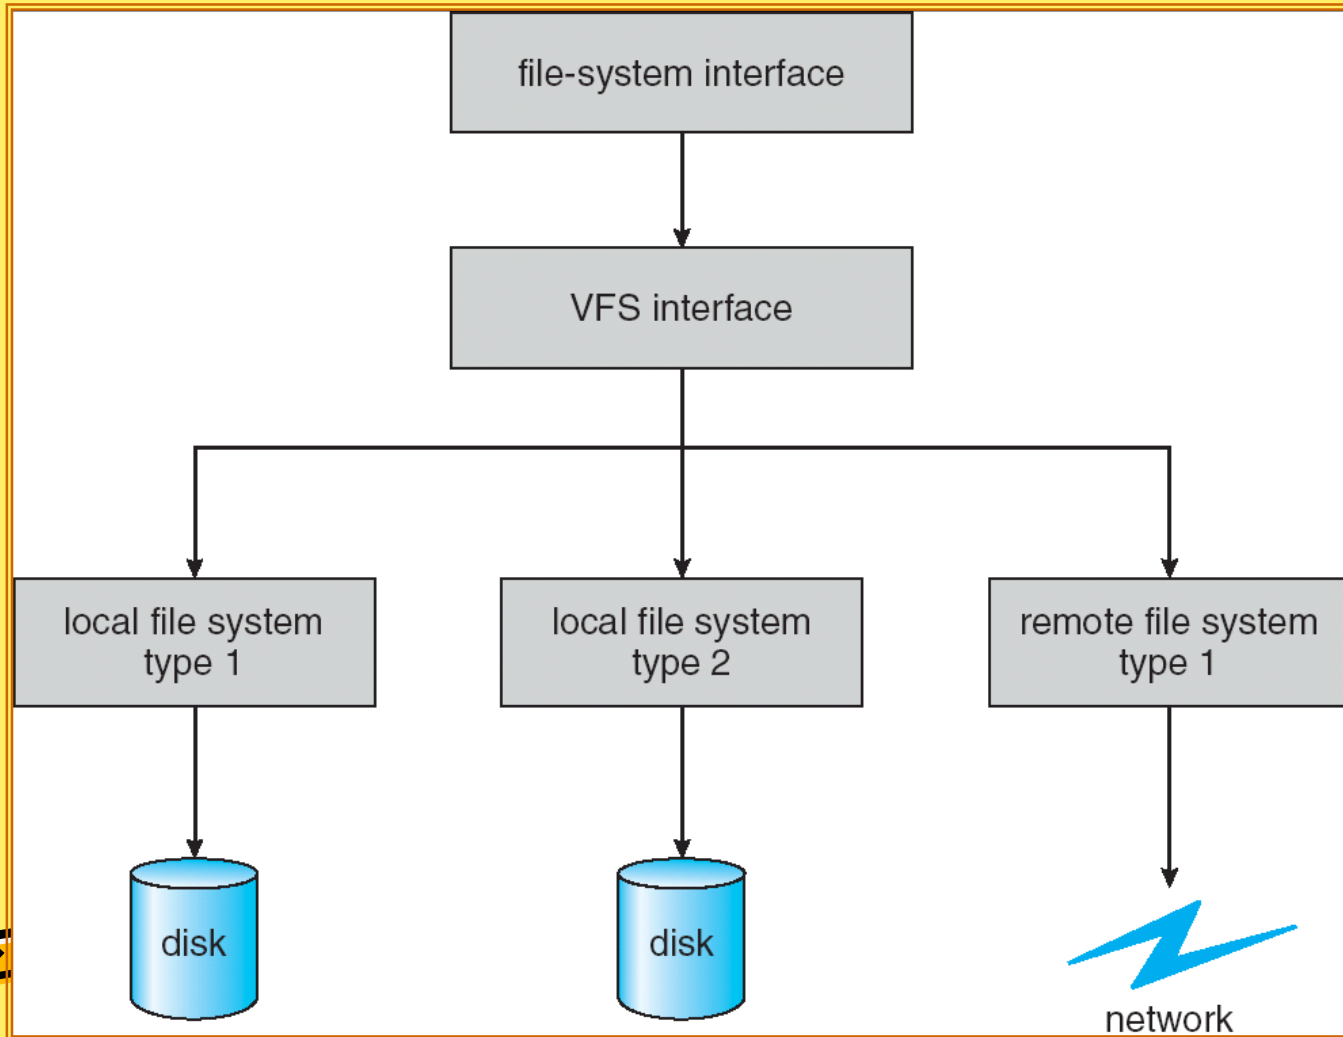 file-system interface
VFS interface
local file system
type 1
local file system
type 2
remote file system
type 1
disk
disk
network